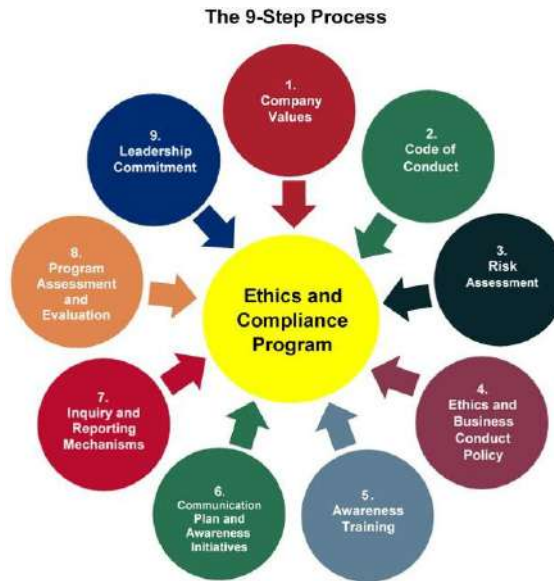 The 9-Step Process
1.
Company
Values
2.
Code of
Conduct
3.
Risk
Assessment
4.
Ethics and
Business
Conduct
Policy
5.
Awareness
Training
6.
Communication
Plan and
Awareness
Initiatives
7.
Inquiry and
Reporting
Mechanisms
8.
Program
Assessment
and
Evaluation
9.
Leadership
Commitment
Ethics and
Compliance
Program